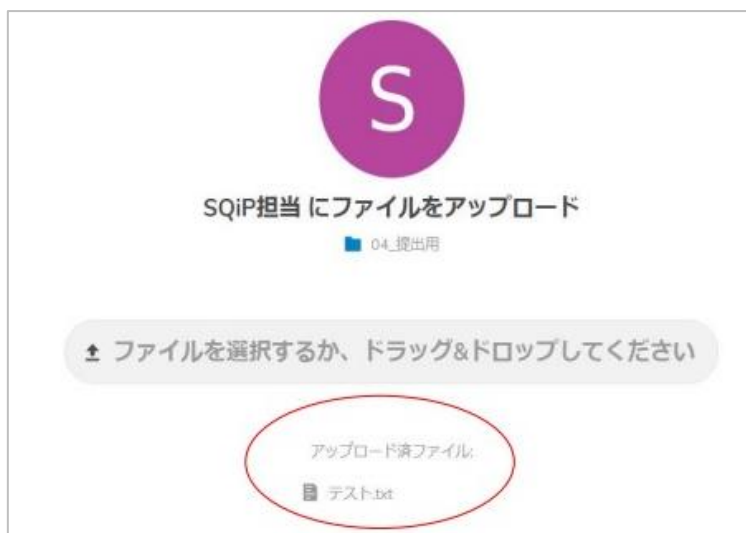 S
SQiP担当 にファイルをアップロード
04_提出用
ファイルを選択するか、ドラッグ&ドロップしてください
アップロード済ファイル:
テスト.txt